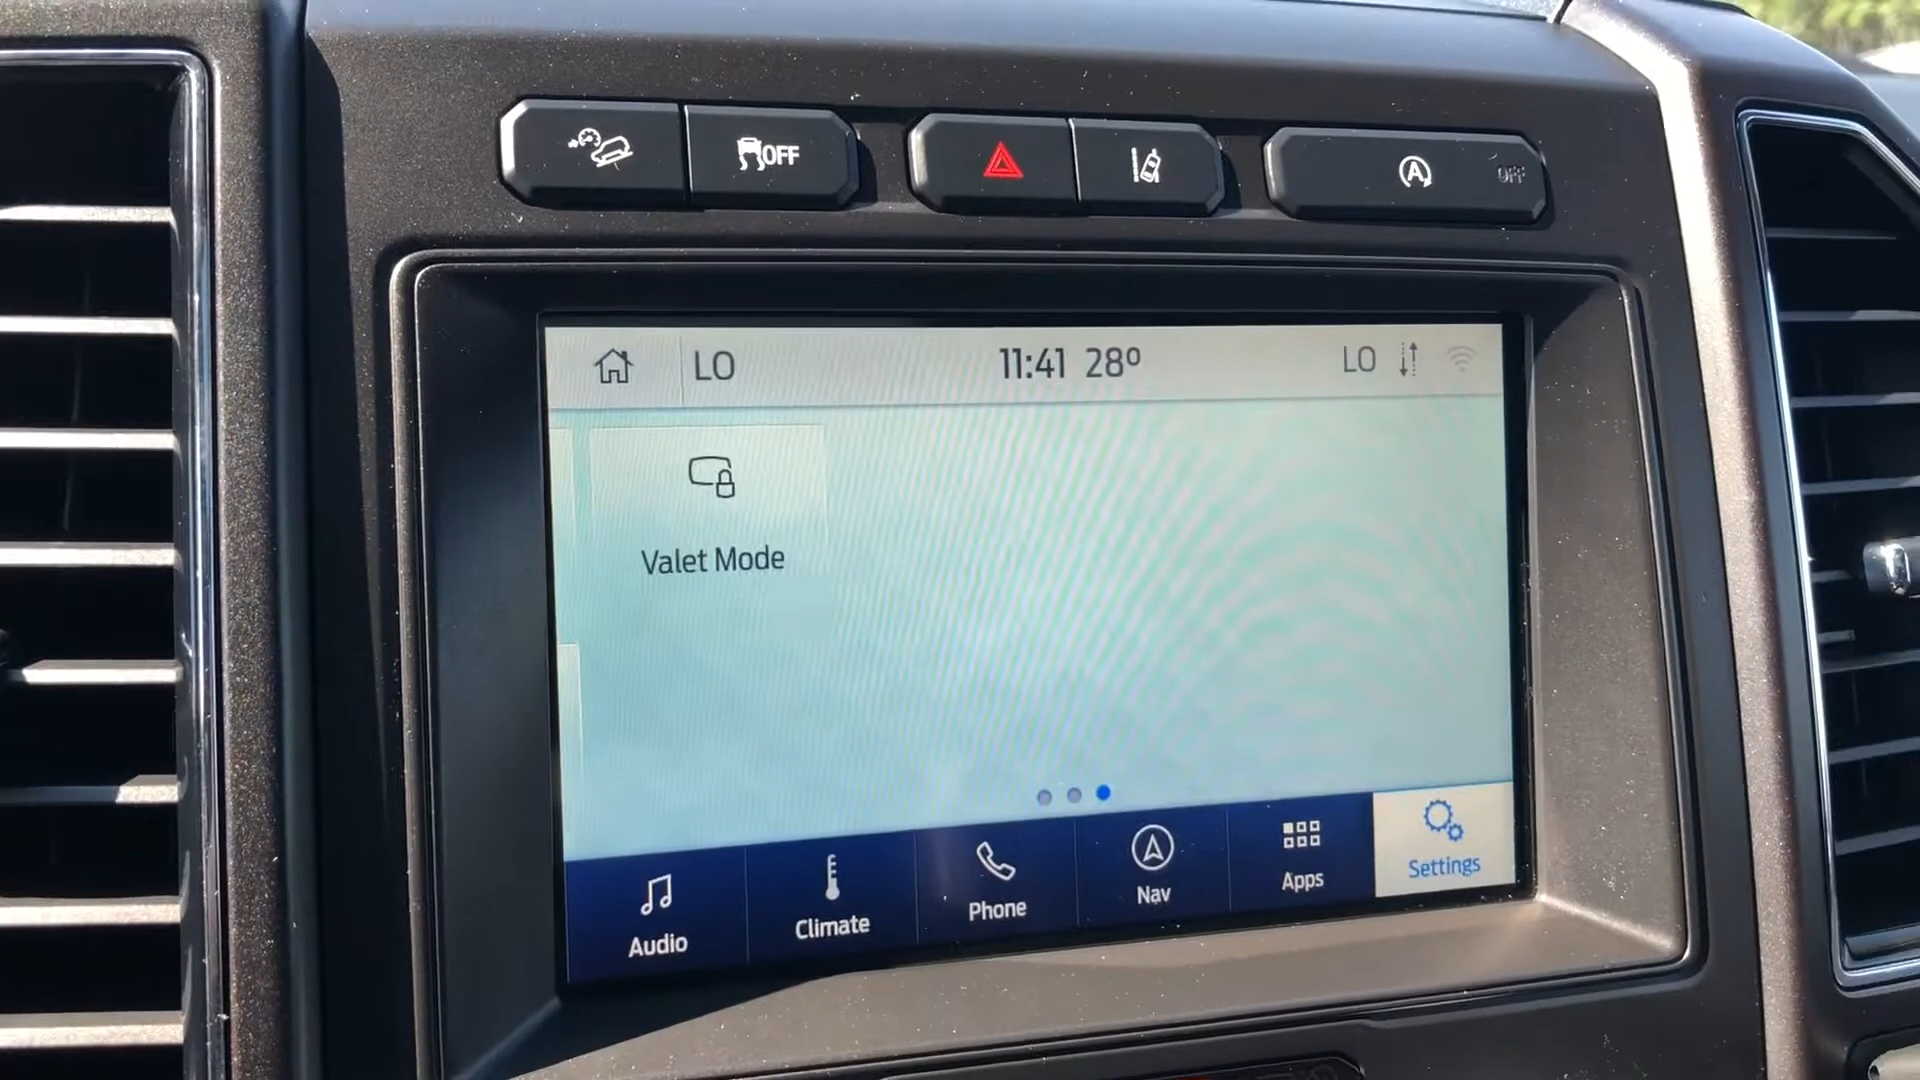 OFF
A OFF
LO 11:41 28° LO
Valet Mode
Audio Climate Phone Nav Apps Settings